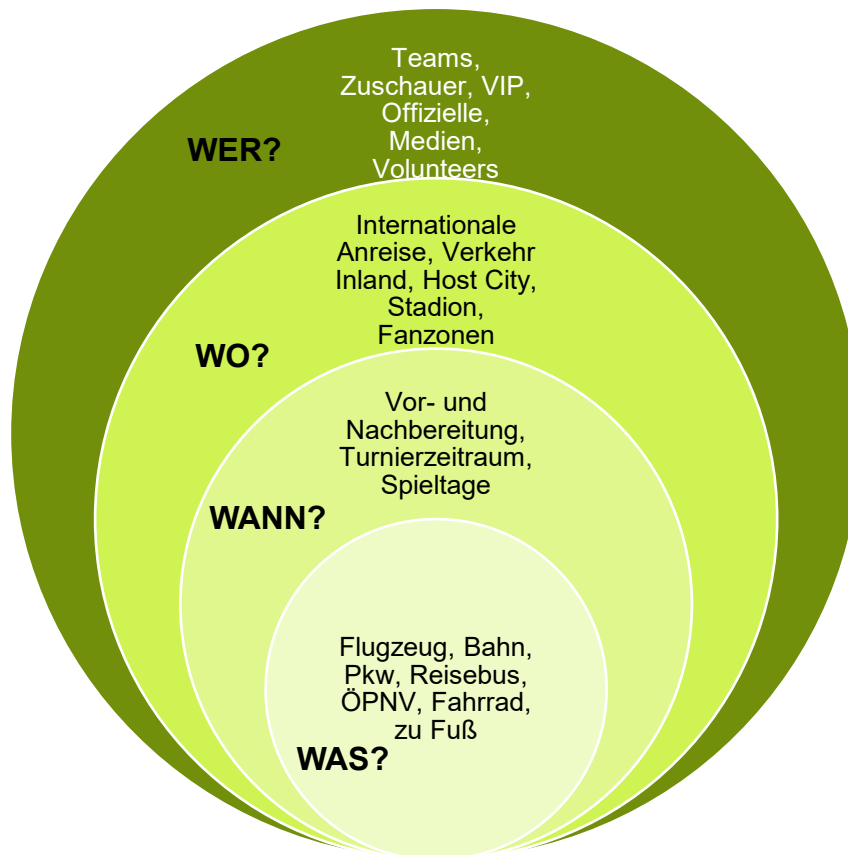 Teams,
Zuschauer, VIP,
Offizielle,
Medien,
Volunteers
WER?
Internationale
Anreise, Verkehr
Inland, Host City,
Stadion,
Fanzonen
WO?
Vor- und
Nachbereitung,
Turnierzeitraum,
Spieltage
WANN?
Flugzeug, Bahn,
Pkw, Reisebus,
ÖPNV, Fahrrad,
zu Fuß
WAS?